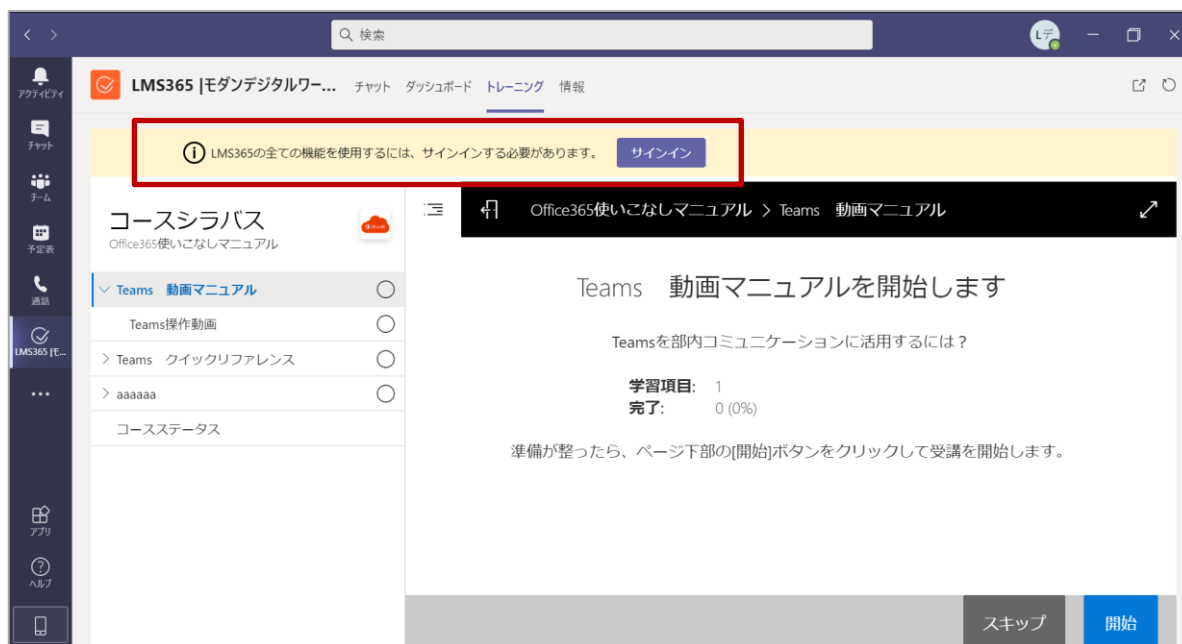 検索
Lデ
アクティビティ
チャット
チーム
予定表
通話
LMS365 |モ...
アプリ
ヘルプ
LMS365 |モダンデジタルワー... チャット ダッシュボード トレーニング 情報
LMS365の全ての機能を使用するには、サインインする必要があります。 サインイン
コースシラバス
Office365使いこなしマニュアル
Teams 動画マニュアル
Teams操作動画
Teams クイックリファレンス
aaaaaa
コースステータス
Office365使いこなしマニュアル > Teams 動画マニュアル
Teams 動画マニュアルを開始します
Teamsを部内コミュニケーションに活用するには？
学習項目: 1
完了: 0 (0%)
準備が整ったら、ページ下部の[開始]ボタンをクリックして受講を開始します。
スキップ 開始